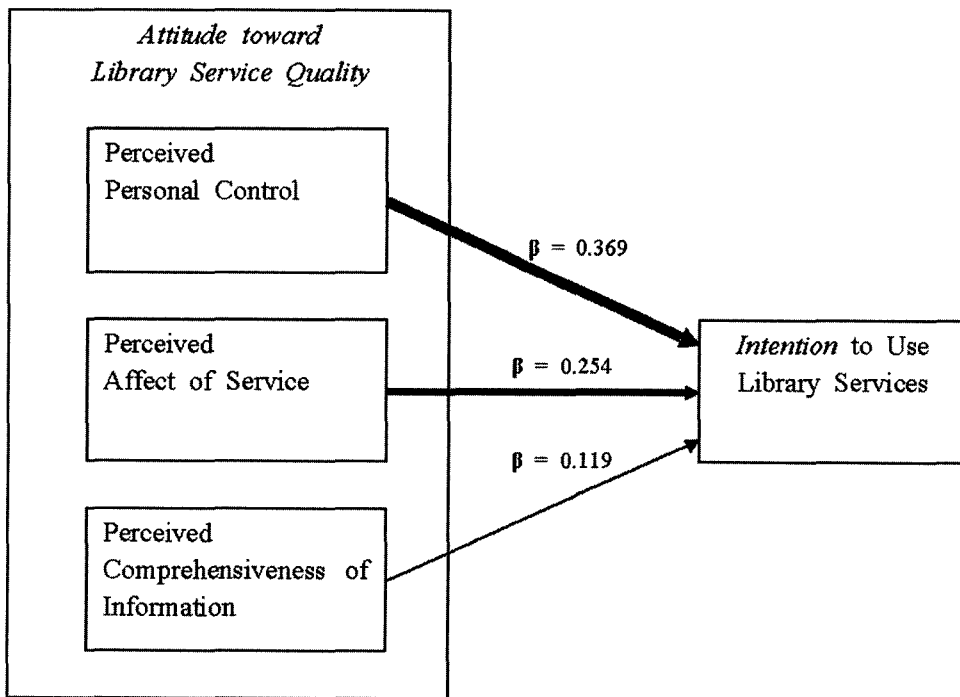 Attitude toward
Library Service Quality
Perceived
Personal Control
β = 0.369
Perceived
Affect of Service
β = 0.254
Intention to Use
Library Services
β = 0.119
Perceived
Comprehensiveness of
Information